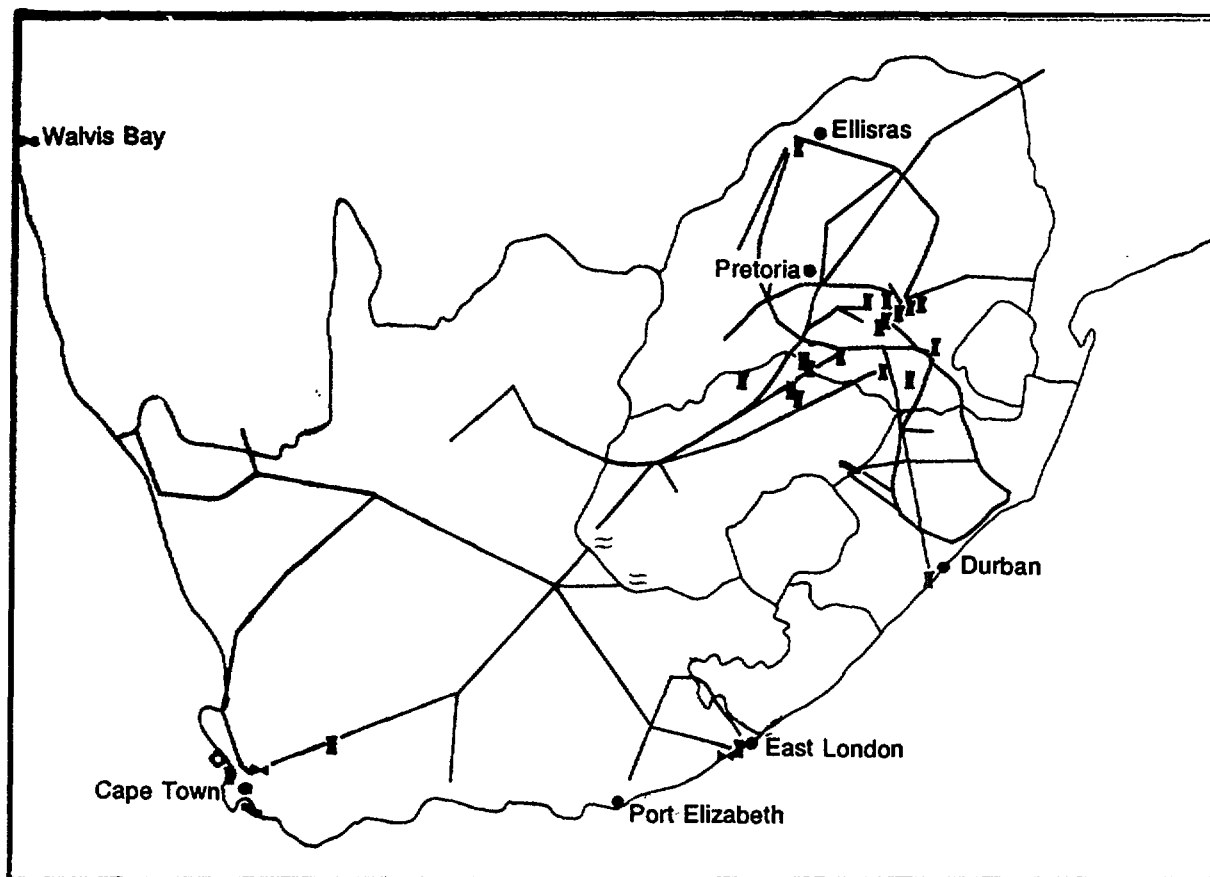 Walvis Bay
Ellisras
Pretoria
Durban
East London
Cape Town
Port Elizabeth